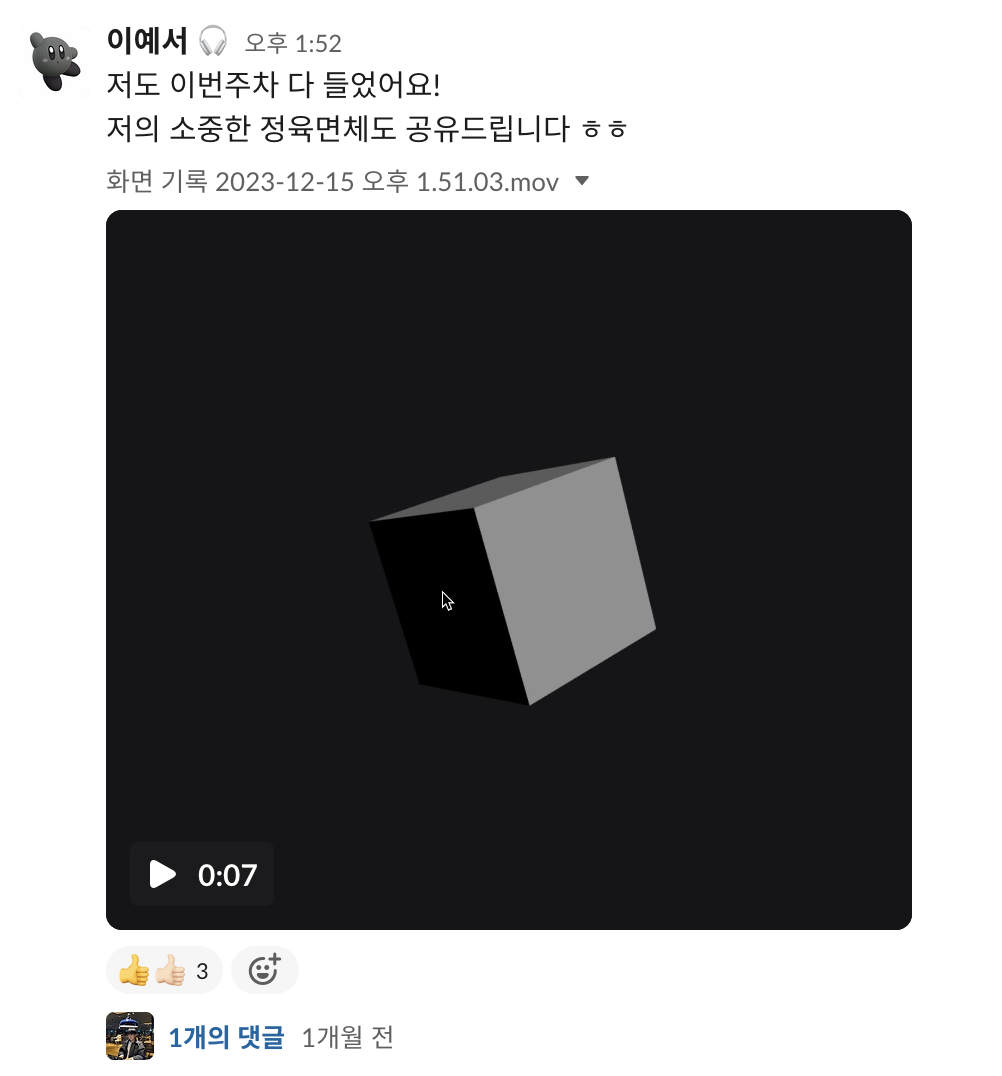 이예서 오후 1:52
저도 이번주차 다 들었어요!
저의 소중한 정육면체도 공유드립니다 ㅎㅎ
화면 기록 2023-12-15 오후 1.51.03.mov
0:07
3
1개의 댓글 1개월 전